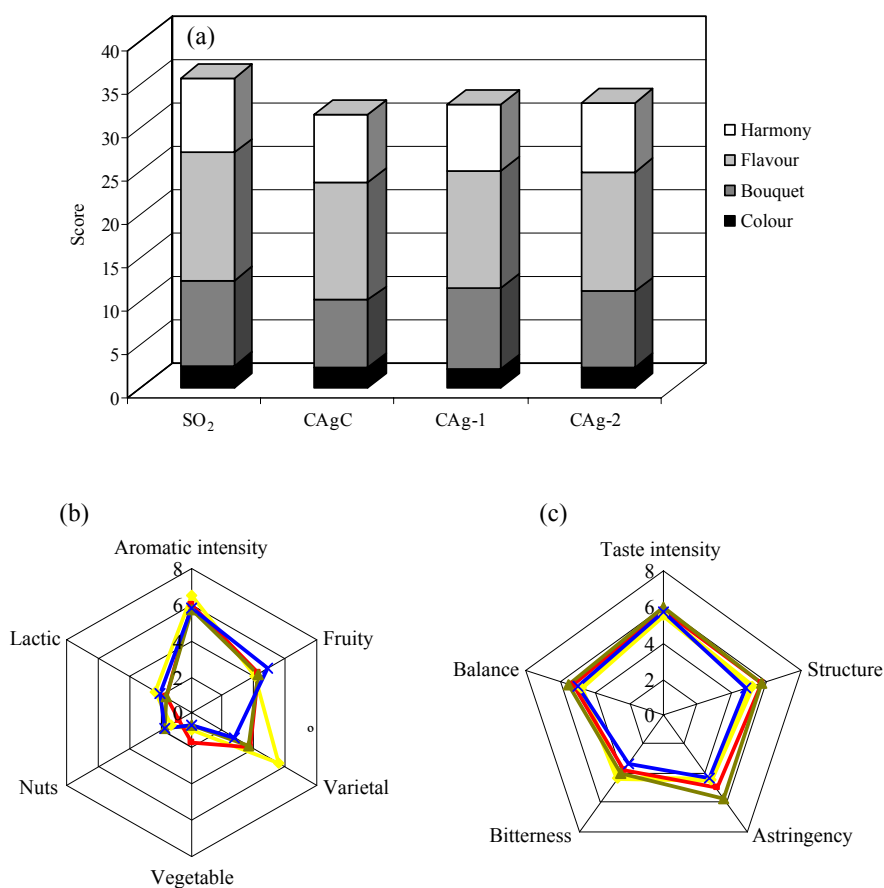 (a)
40
35
30
25
20
15
10
5
0
Score
SO₂
CAgC
CAg-1
CAg-2
Harmony
Flavour
Bouquet
Colour
(b)
Aromatic intensity
8
6
4
2
0
Fruity
Varietal
Vegetable
Nuts
Lactic
o
(c)
Taste intensity
8
6
4
2
0
Structure
Astringency
Bitterness
Balance